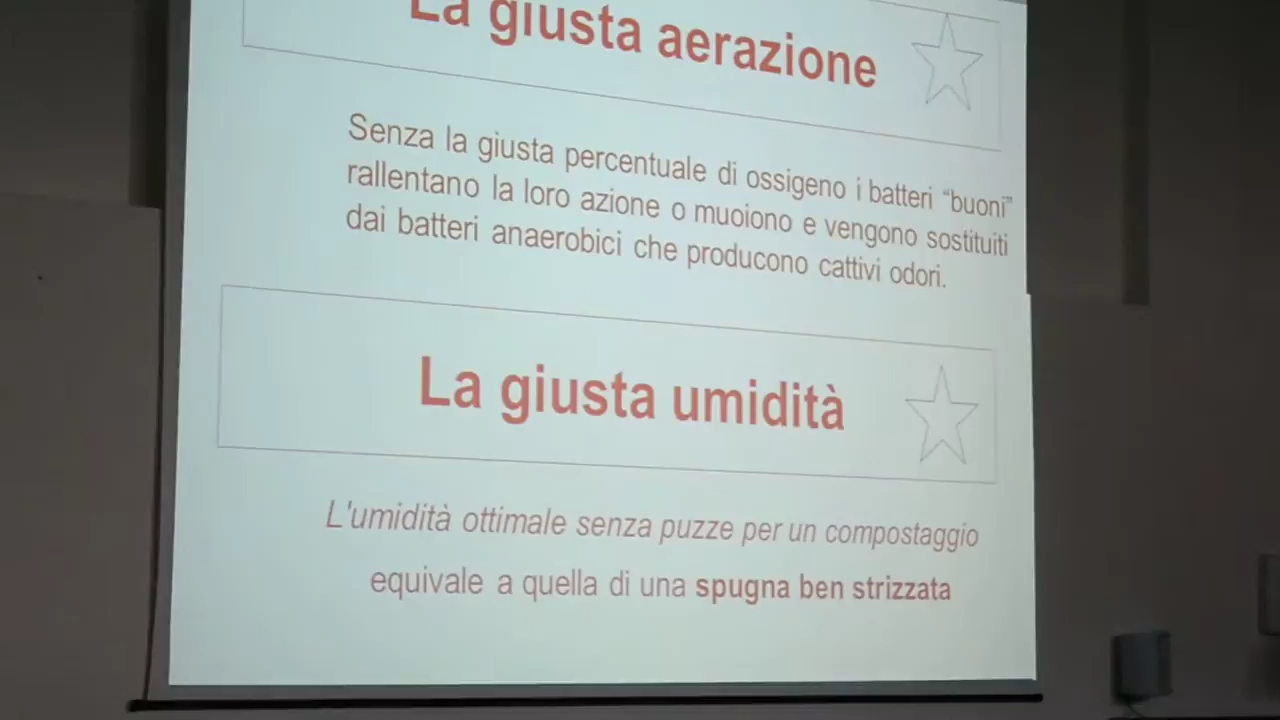 La giusta aerazione
Senza la giusta percentuale di ossigeno i batteri “buoni”
rallentano la loro azione o muoiono e vengono sostituiti
dai batteri anaerobici che producono cattivi odori.
La giusta umidità
L'umidità ottimale senza puzze per un compostaggio
equivale a quella di una spugna ben strizzata